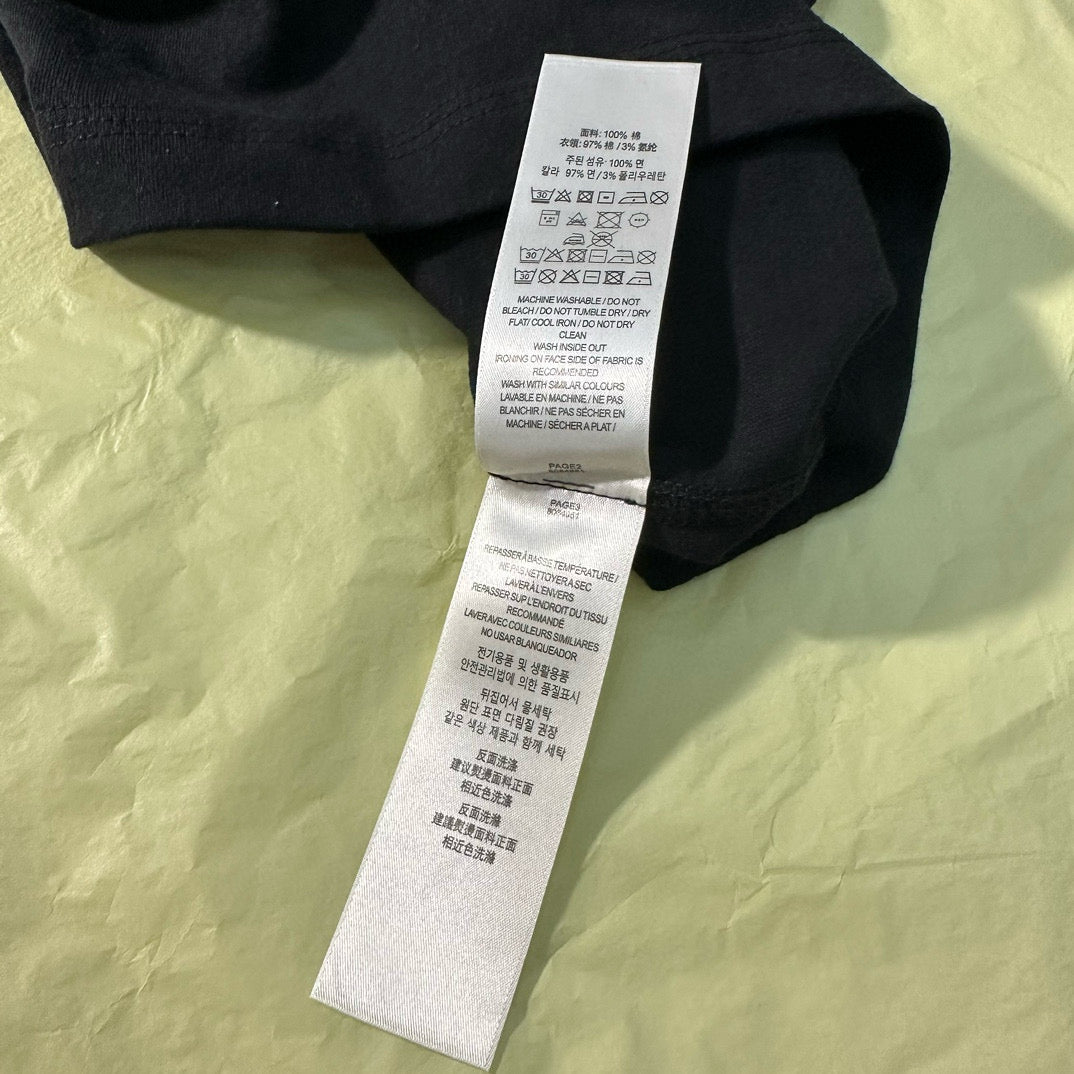 面料: 100% 棉
衣領: 97% 棉 / 3% 氨綸
주된 섬유: 100% 면
칼라 97% 면 / 3% 폴리우레탄
30
30
30
MACHINE WASHABLE / DO NOT
BLEACH / DO NOT TUMBLE DRY / DRY
FLAT/ COOL IRON / DO NOT DRY
CLEAN
WASH INSIDE OUT
IRONING ON FACE SIDE OF FABRIC IS
RECOMMENDED
WASH WITH SIMILAR COLOURS
LAVABLE EN MACHINE / NE PAS
BLANCHIR / NE PAS SÉCHER EN
MACHINE / SÉCHER A PLAT /
PAGE2
PAGE3
REPASSER À BASSE TEMPÉRATURE /
NE PAS NETTOYER A SEC
LAVER À L'ENVERS
REPASSER SUP L'ENDROIT DU TISSU
RECOMMANDÉ
LAVER AVEC COULEURS SIMILIARES
NO USAR BLANQUEADOR
전기용품 및 생활용품
안전관리법에 의한 품질표시
뒤집어서 물세탁
원단 표면 다림질 권장
같은 색상 제품과 함께 세탁
反面洗涤
建议熨烫面料正面
相近色洗涤
反面洗滌
建議熨燙面料正面
相近色洗滌